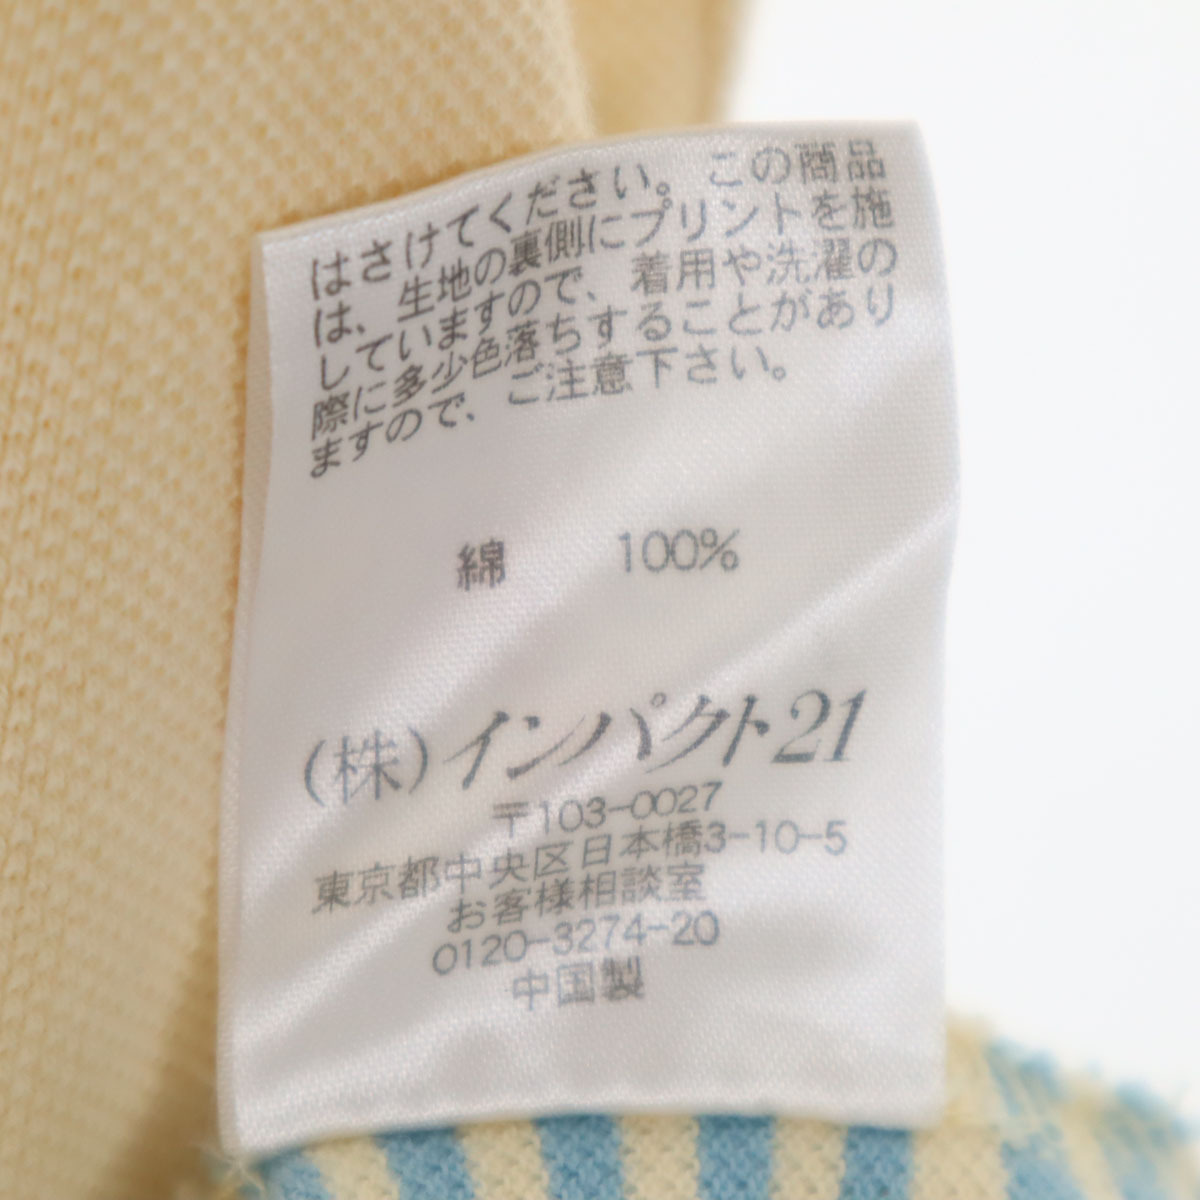 はさけてください。この商品
は、生地の裏側にプリントを施
していますので、着用や洗濯の
際に多少色落ちすることがあり
ますので、ご注意下さい。
綿 100%
(株)インパクト21
〒103-0027
東京都中央区日本橋3-10-5
お客様相談室
0120-3274-20
中国製